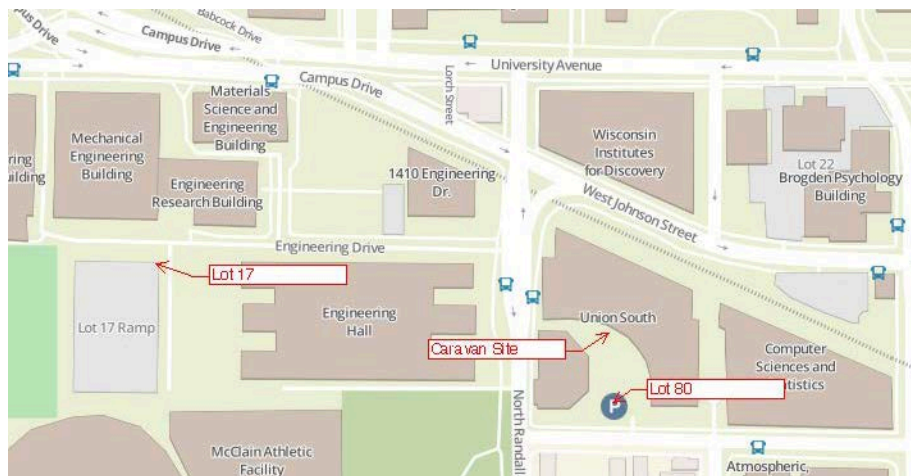 Babcock Drive
Campus Drive
University Avenue
Campus Drive
Lorch Street
Materials
Science and
Engineering
Building
Mechanical
Engineering
Building
Wisconsin
Institutes
for Discovery
Lot 22
Brogden Psychology
Building
1410 Engineering
Dr.
Engineering
Research Building
West Johnson Street
Engineering Drive
Lot 17
Lot 17 Ramp
Engineering
Hall
Union South
Caravan Site
Computer
Sciences and
Lot 80
P
North Randall
McClain Athletic
Facility
Atmospheric,